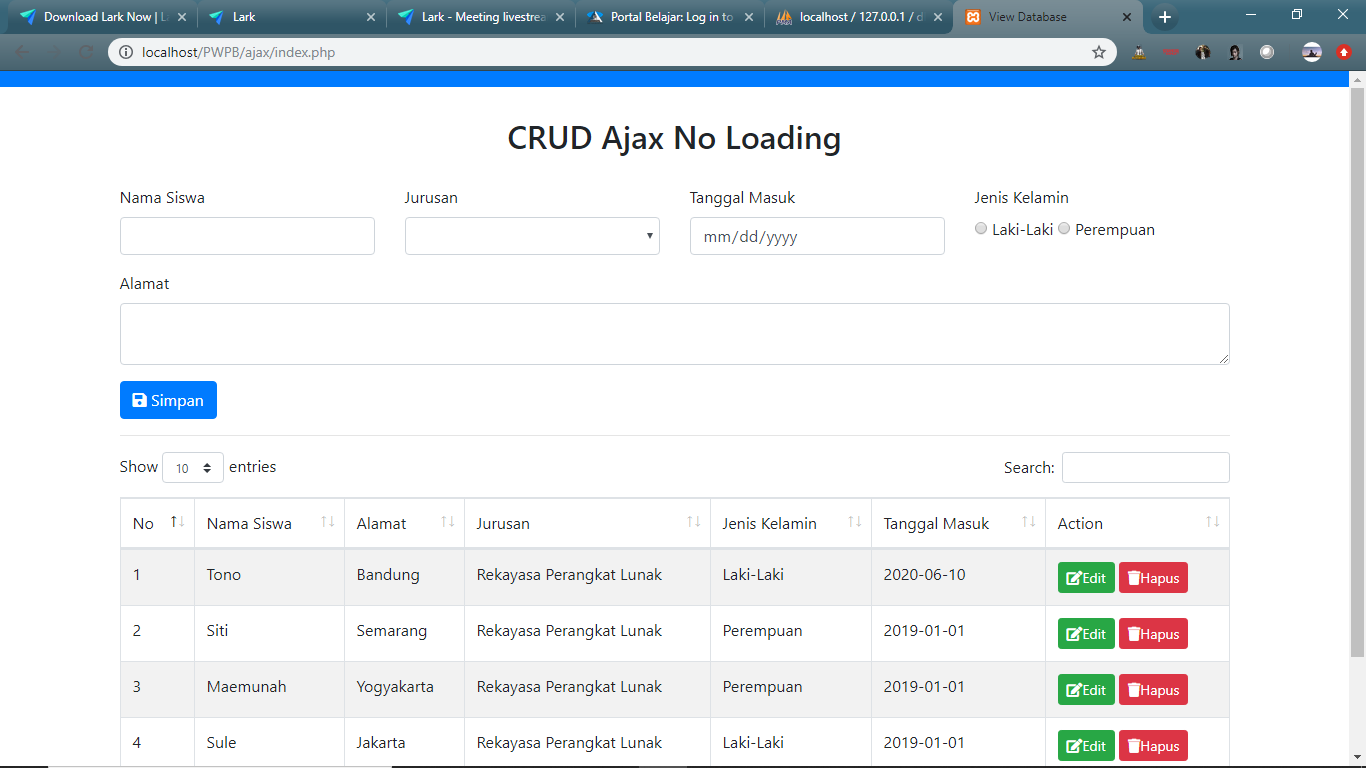 Download Lark Now | L
Lark
Lark - Meeting livestrea
Portal Belajar: Log in to
localhost / 127.0.0.1 / d
View Database
localhost/PWPB/ajax/index.php
CRUD Ajax No Loading
Nama Siswa Jurusan Tanggal Masuk Jenis Kelamin
mm/dd/yyyy Laki-Laki Perempuan
Alamat
Simpan
Show 10 entries Search:
No Nama Siswa Alamat Jurusan Jenis Kelamin Tanggal Masuk Action
1 Tono Bandung Rekayasa Perangkat Lunak Laki-Laki 2020-06-10 Edit Hapus
2 Siti Semarang Rekayasa Perangkat Lunak Perempuan 2019-01-01 Edit Hapus
3 Maemunah Yogyakarta Rekayasa Perangkat Lunak Perempuan 2019-01-01 Edit Hapus
4 Sule Jakarta Rekayasa Perangkat Lunak Laki-Laki 2019-01-01 Edit Hapus